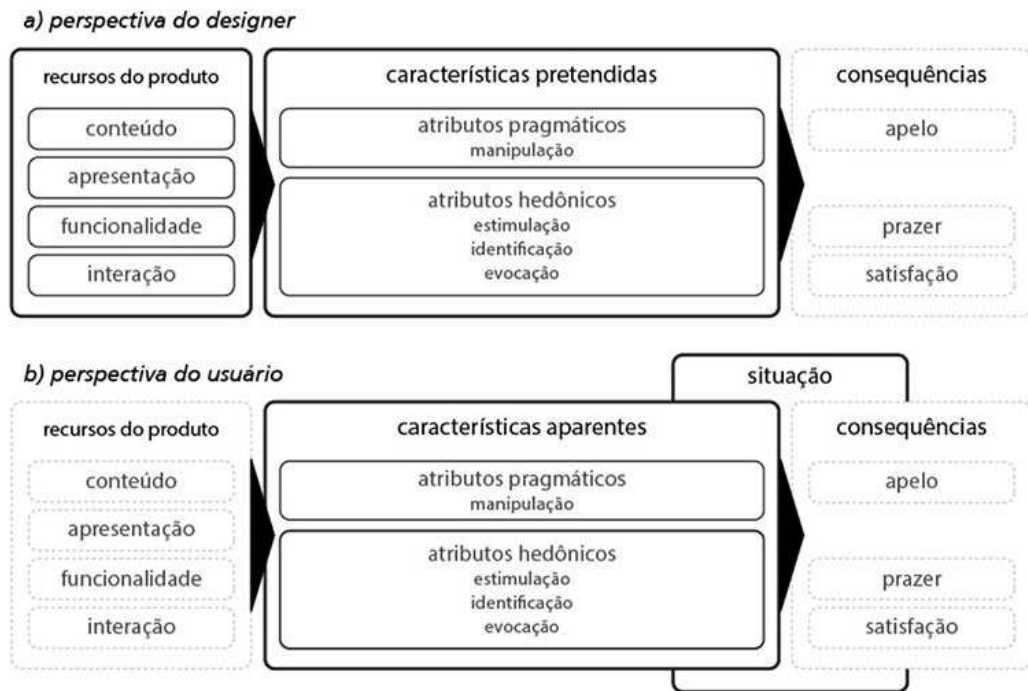 a) perspectiva do designer
recursos do produto
conteúdo
apresentação
funcionalidade
interação
características pretendidas
atributos pragmáticos
manipulação
atributos hedônicos
estimulação
identificação
evocação
consequências
apelo
prazer
satisfação
b) perspectiva do usuário
situação
recursos do produto
conteúdo
apresentação
funcionalidade
interação
características aparentes
atributos pragmáticos
manipulação
atributos hedônicos
estimulação
identificação
evocação
consequências
apelo
prazer
satisfação